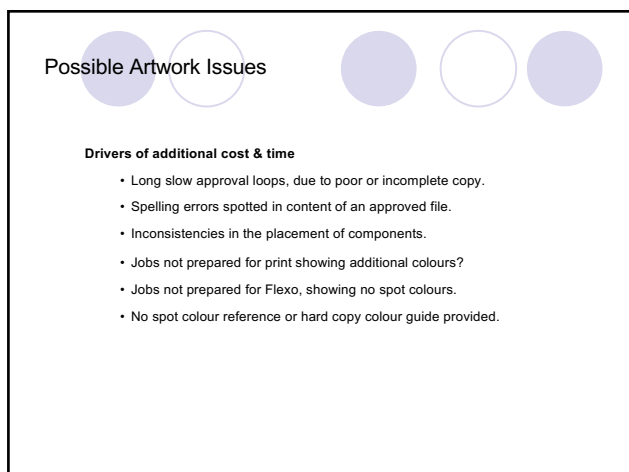 Possible Artwork Issues
Drivers of additional cost & time
• Long slow approval loops, due to poor or incomplete copy.
• Spelling errors spotted in content of an approved file.
• Inconsistencies in the placement of components.
• Jobs not prepared for print showing additional colours?
• Jobs not prepared for Flexo, showing no spot colours.
• No spot colour reference or hard copy colour guide provided.